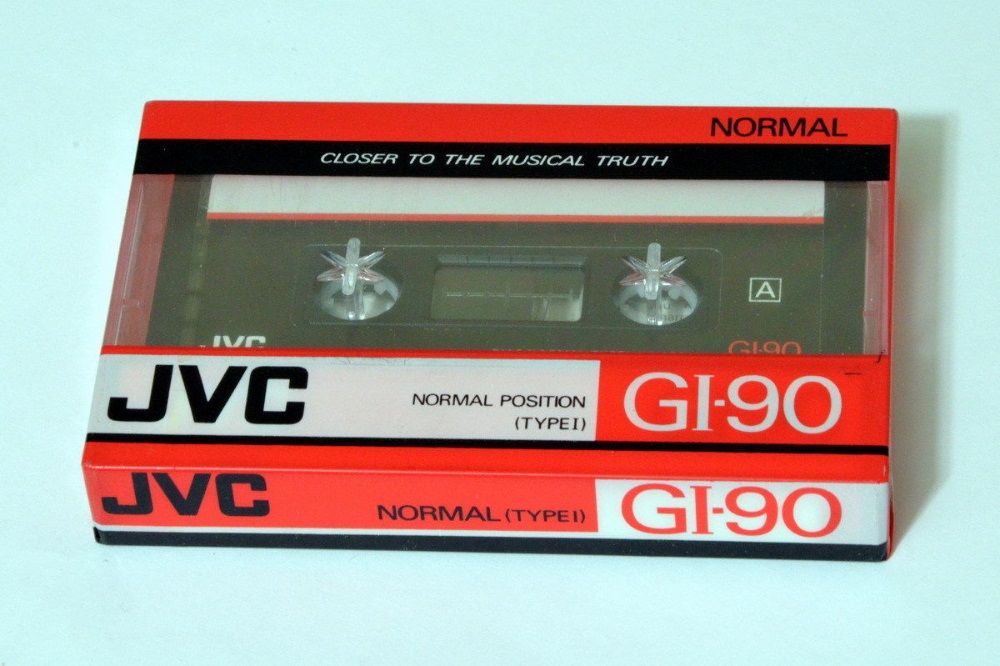 NORMAL
CLOSER TO THE MUSICAL TRUTH
A
JVC
GI-90
JVC
NORMAL POSITION
(TYPE I)
GI-90
JVC
NORMAL (TYPE I)
GI-90